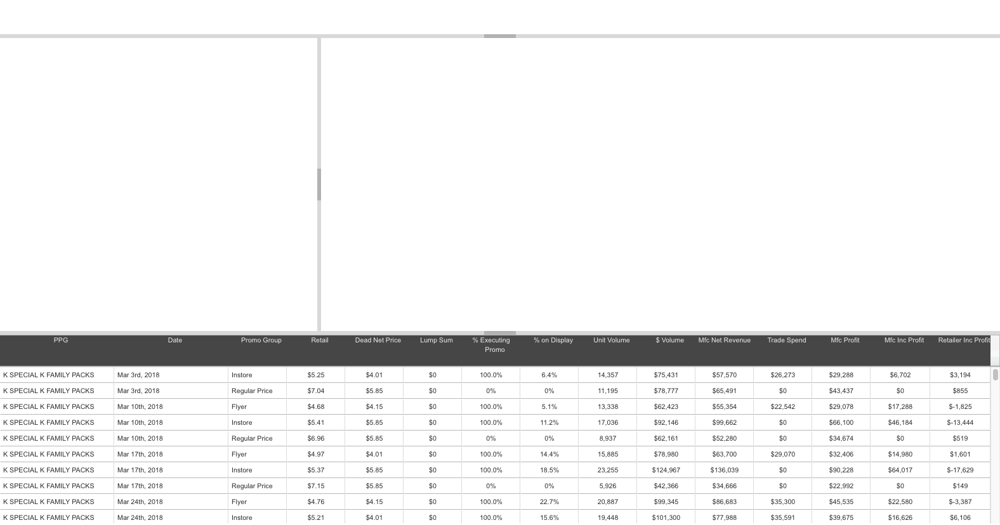 PPG Date Promo Group Retail Dead Net Price Lump Sum % Executing Promo % on Display Unit Volume $ Volume Mfc Net Revenue Trade Spend Mfc Profit Mfc Inc Profit Retailer Inc Profit
K SPECIAL K FAMILY PACKS Mar 3rd, 2018 Instore $5.25 $4.01 $0 100.0% 6.4% 14,357 $75,431 $57,570 $26,273 $29,288 $6,702 $3,194
K SPECIAL K FAMILY PACKS Mar 3rd, 2018 Regular Price $7.04 $5.85 $0 0% 0% 11,195 $78,777 $65,491 $0 $43,437 $0 $855
K SPECIAL K FAMILY PACKS Mar 10th, 2018 Flyer $4.68 $4.15 $0 100.0% 5.1% 13,338 $62,423 $55,354 $22,542 $29,078 $17,288 $-1,825
K SPECIAL K FAMILY PACKS Mar 10th, 2018 Instore $5.41 $5.85 $0 100.0% 11.2% 17,036 $92,146 $99,662 $0 $66,100 $46,184 $-13,444
K SPECIAL K FAMILY PACKS Mar 10th, 2018 Regular Price $6.96 $5.85 $0 0% 0% 8,937 $62,161 $52,280 $0 $34,674 $0 $519
K SPECIAL K FAMILY PACKS Mar 17th, 2018 Flyer $4.97 $4.01 $0 100.0% 14.4% 15,885 $78,980 $63,700 $29,070 $32,406 $14,980 $1,601
K SPECIAL K FAMILY PACKS Mar 17th, 2018 Instore $5.37 $5.85 $0 100.0% 18.5% 23,255 $124,967 $136,039 $0 $90,228 $64,017 $-17,629
K SPECIAL K FAMILY PACKS Mar 17th, 2018 Regular Price $7.15 $5.85 $0 0% 0% 5,926 $42,366 $34,666 $0 $22,992 $0 $149
K SPECIAL K FAMILY PACKS Mar 24th, 2018 Flyer $4.76 $4.15 $0 100.0% 22.7% 20,887 $99,345 $86,683 $35,300 $45,535 $22,580 $-3,387
K SPECIAL K FAMILY PACKS Mar 24th, 2018 Instore $5.21 $4.01 $0 100.0% 15.6% 19,448 $101,300 $77,988 $35,591 $39,675 $16,626 $6,106